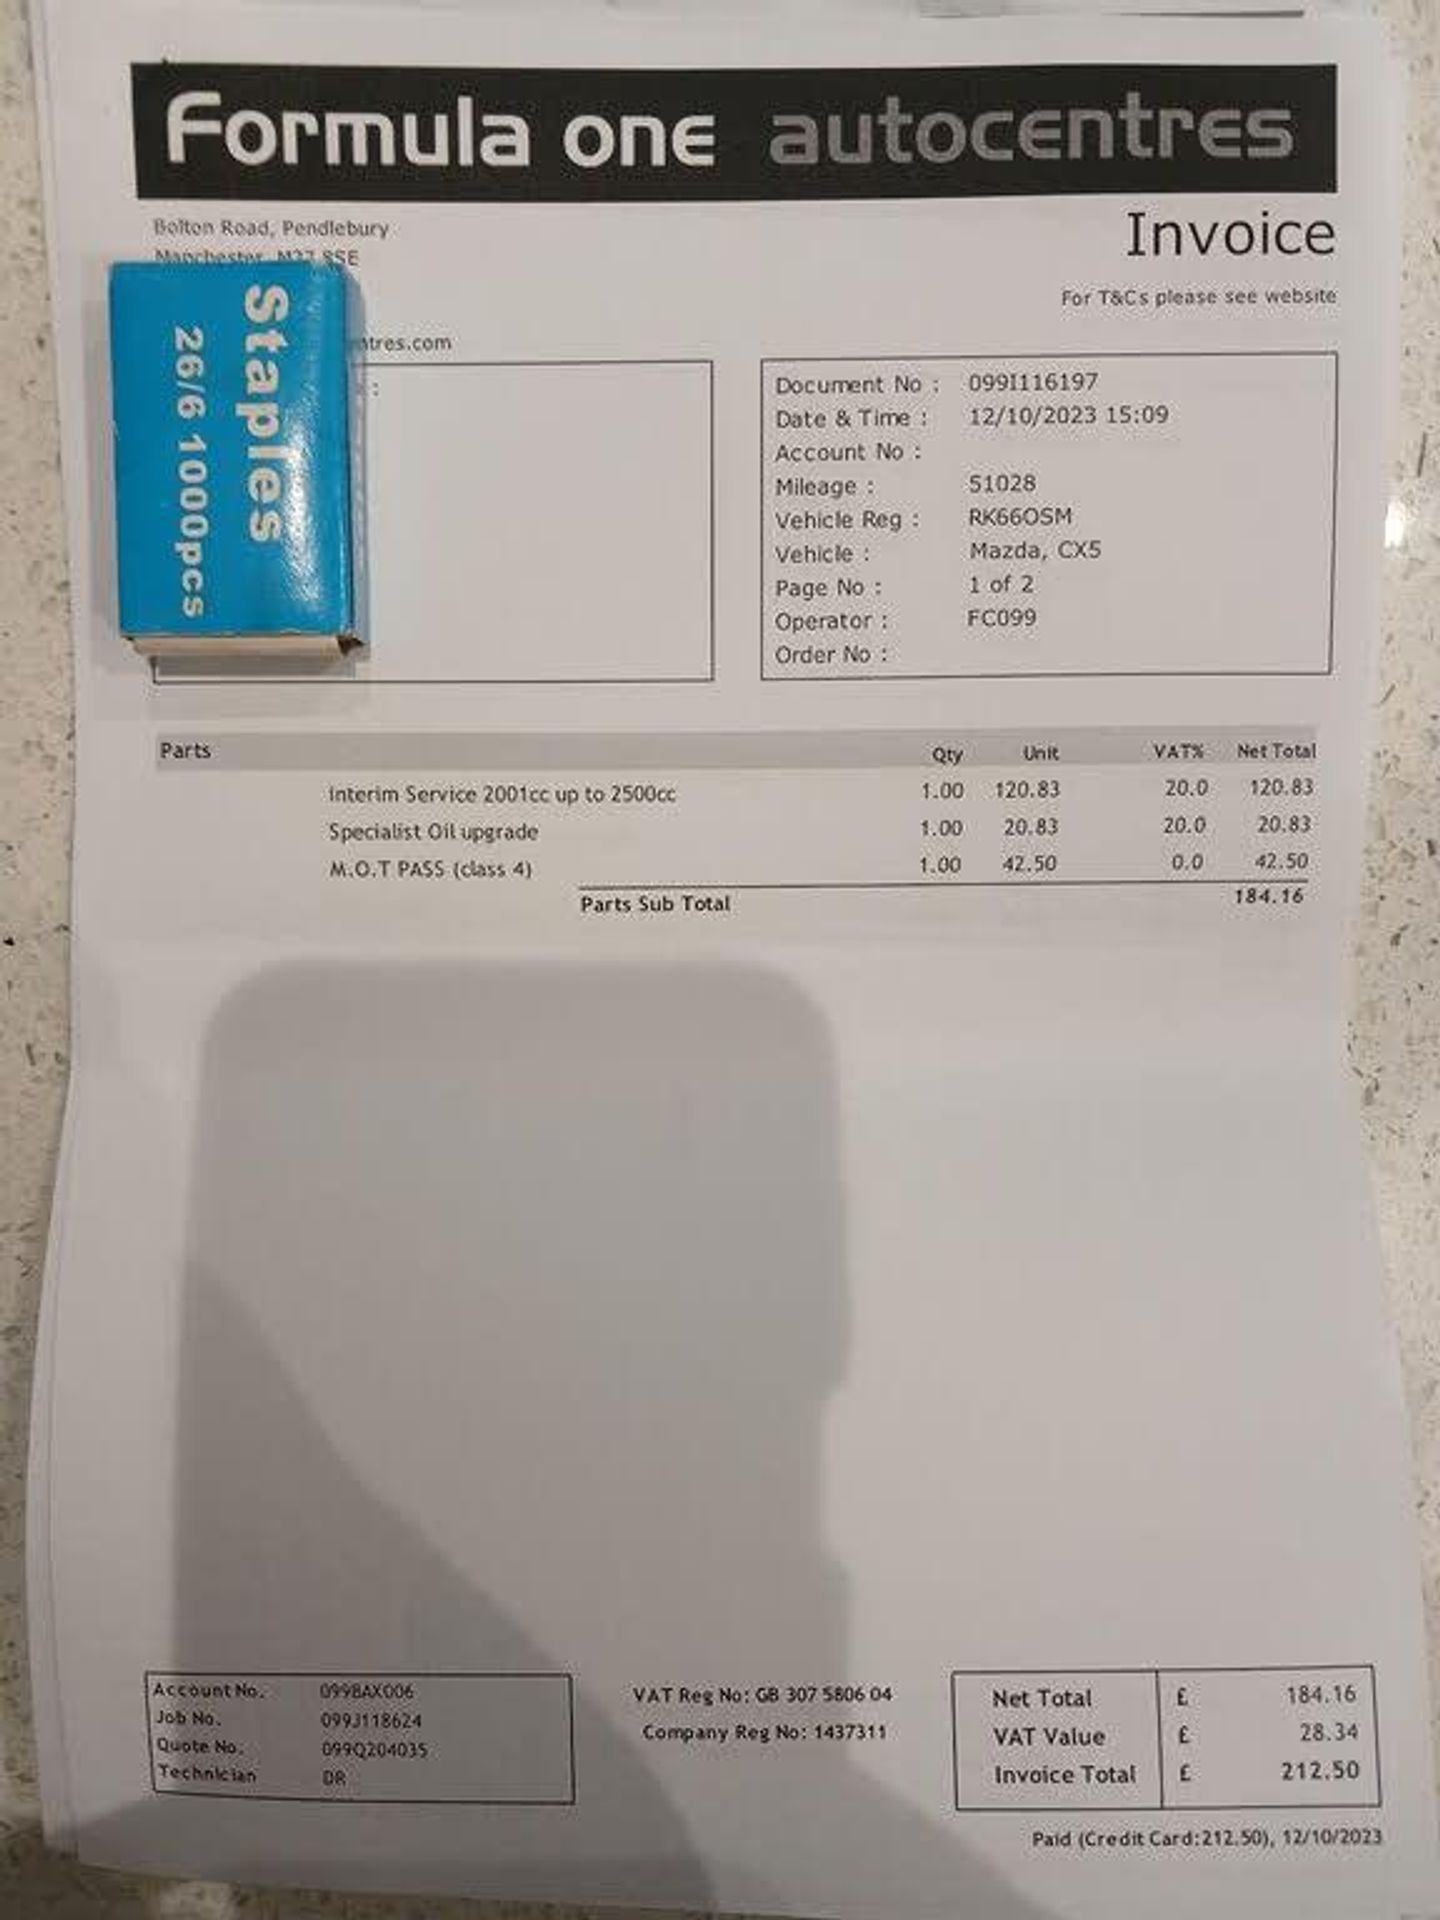 Formula one autocentres
Bolton Road, Pendlebury
Manchester, M27 8SE
Invoice
For T&Cs please see website
ntres.com
:
Staples
26/6 1000pcs
Document No : 099I116197
Date & Time : 12/10/2023 15:09
Account No :
Mileage : 51028
Vehicle Reg : RK66OSM
Vehicle : Mazda, CX5
Page No : 1 of 2
Operator : FC099
Order No :
Parts Qty Unit VAT% Net Total
Interim Service 2001cc up to 2500cc 1.00 120.83 20.0 120.83
Specialist Oil upgrade 1.00 20.83 20.0 20.83
M.O.T PASS (class 4) 1.00 42.50 0.0 42.50
Parts Sub Total 184.16
Account No. 099BAX006
Job No. 099J118624
Quote No. 099Q204035
Technician DR
VAT Reg No: GB 307 5806 04
Company Reg No: 1437311
Net Total £ 184.16
VAT Value £ 28.34
Invoice Total £ 212.50
Paid (Credit Card:212.50), 12/10/2023